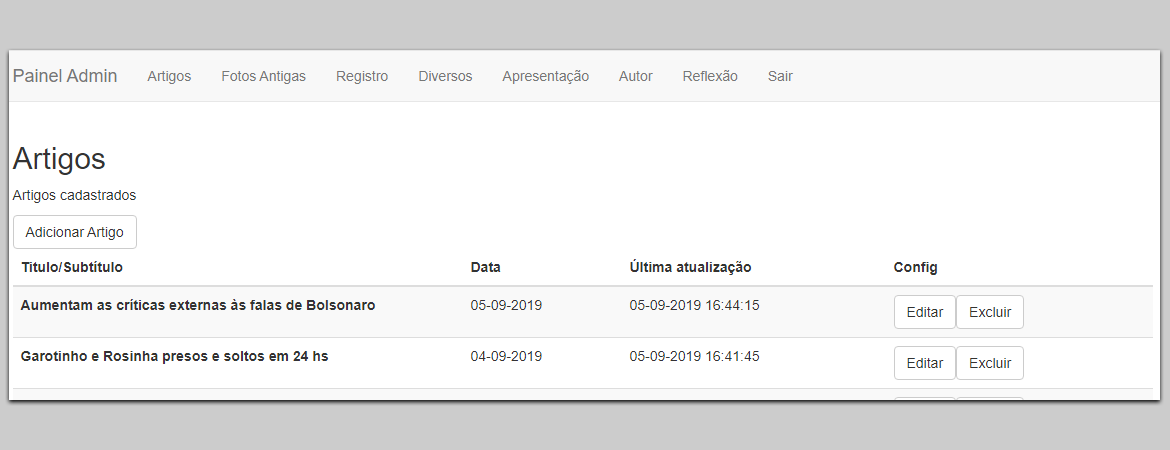 Painel Admin Artigos Fotos Antigas Registro Diversos Apresentação Autor Reflexão Sair
Artigos
Artigos cadastrados
Adicionar Artigo
Titulo/Subtítulo Data Última atualização Config
Aumentam as críticas externas às falas de Bolsonaro 05-09-2019 05-09-2019 16:44:15 Editar Excluir
Garotinho e Rosinha presos e soltos em 24 hs 04-09-2019 05-09-2019 16:41:45 Editar Excluir